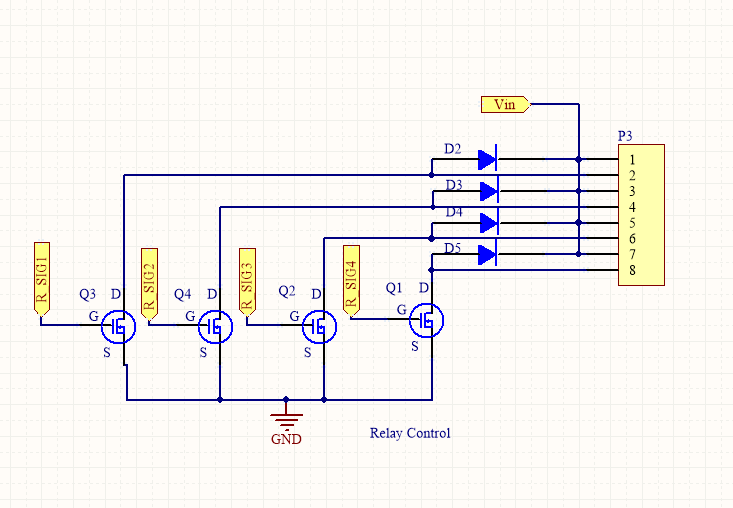 Vin
P3
D2
1
2
D3
3
4
D4
5
6
D5
7
8
R_SIG1
R_SIG2
R_SIG3
R_SIG4
Q3 D
Q4 D
Q2 D
Q1 D
G
G
G
G
S
S
S
S
GND
Relay Control